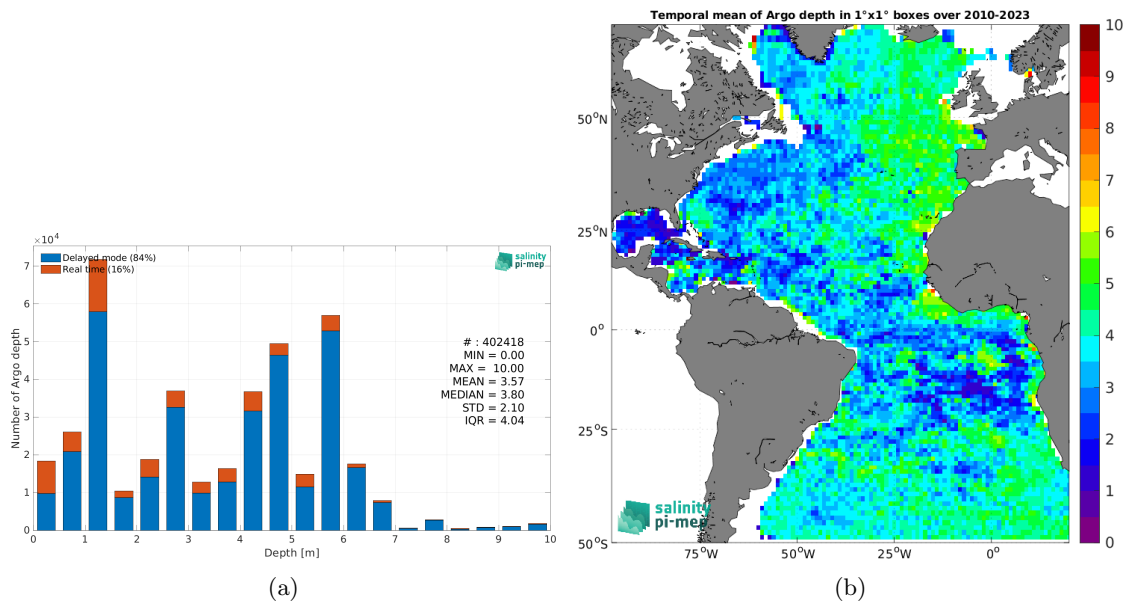 Temporal mean of Argo depth in 1°x1° boxes over 2010-2023
×10⁴
Delayed mode (84%)
Real time (16%)
salinity
pi-mep
7
6
5
4
3
2
1
0
Number of Argo depth
# : 402418
MIN = 0.00
MAX = 10.00
MEAN = 3.57
MEDIAN = 3.80
STD = 2.10
IQR = 4.04
0 1 2 3 4 5 6 7 8 9 10
Depth [m]
(a)
50°N
25°N
0°
25°S
50°S
75°W 50°W 25°W 0°
salinity
pi-mep
10
9
8
7
6
5
4
3
2
1
0
(b)